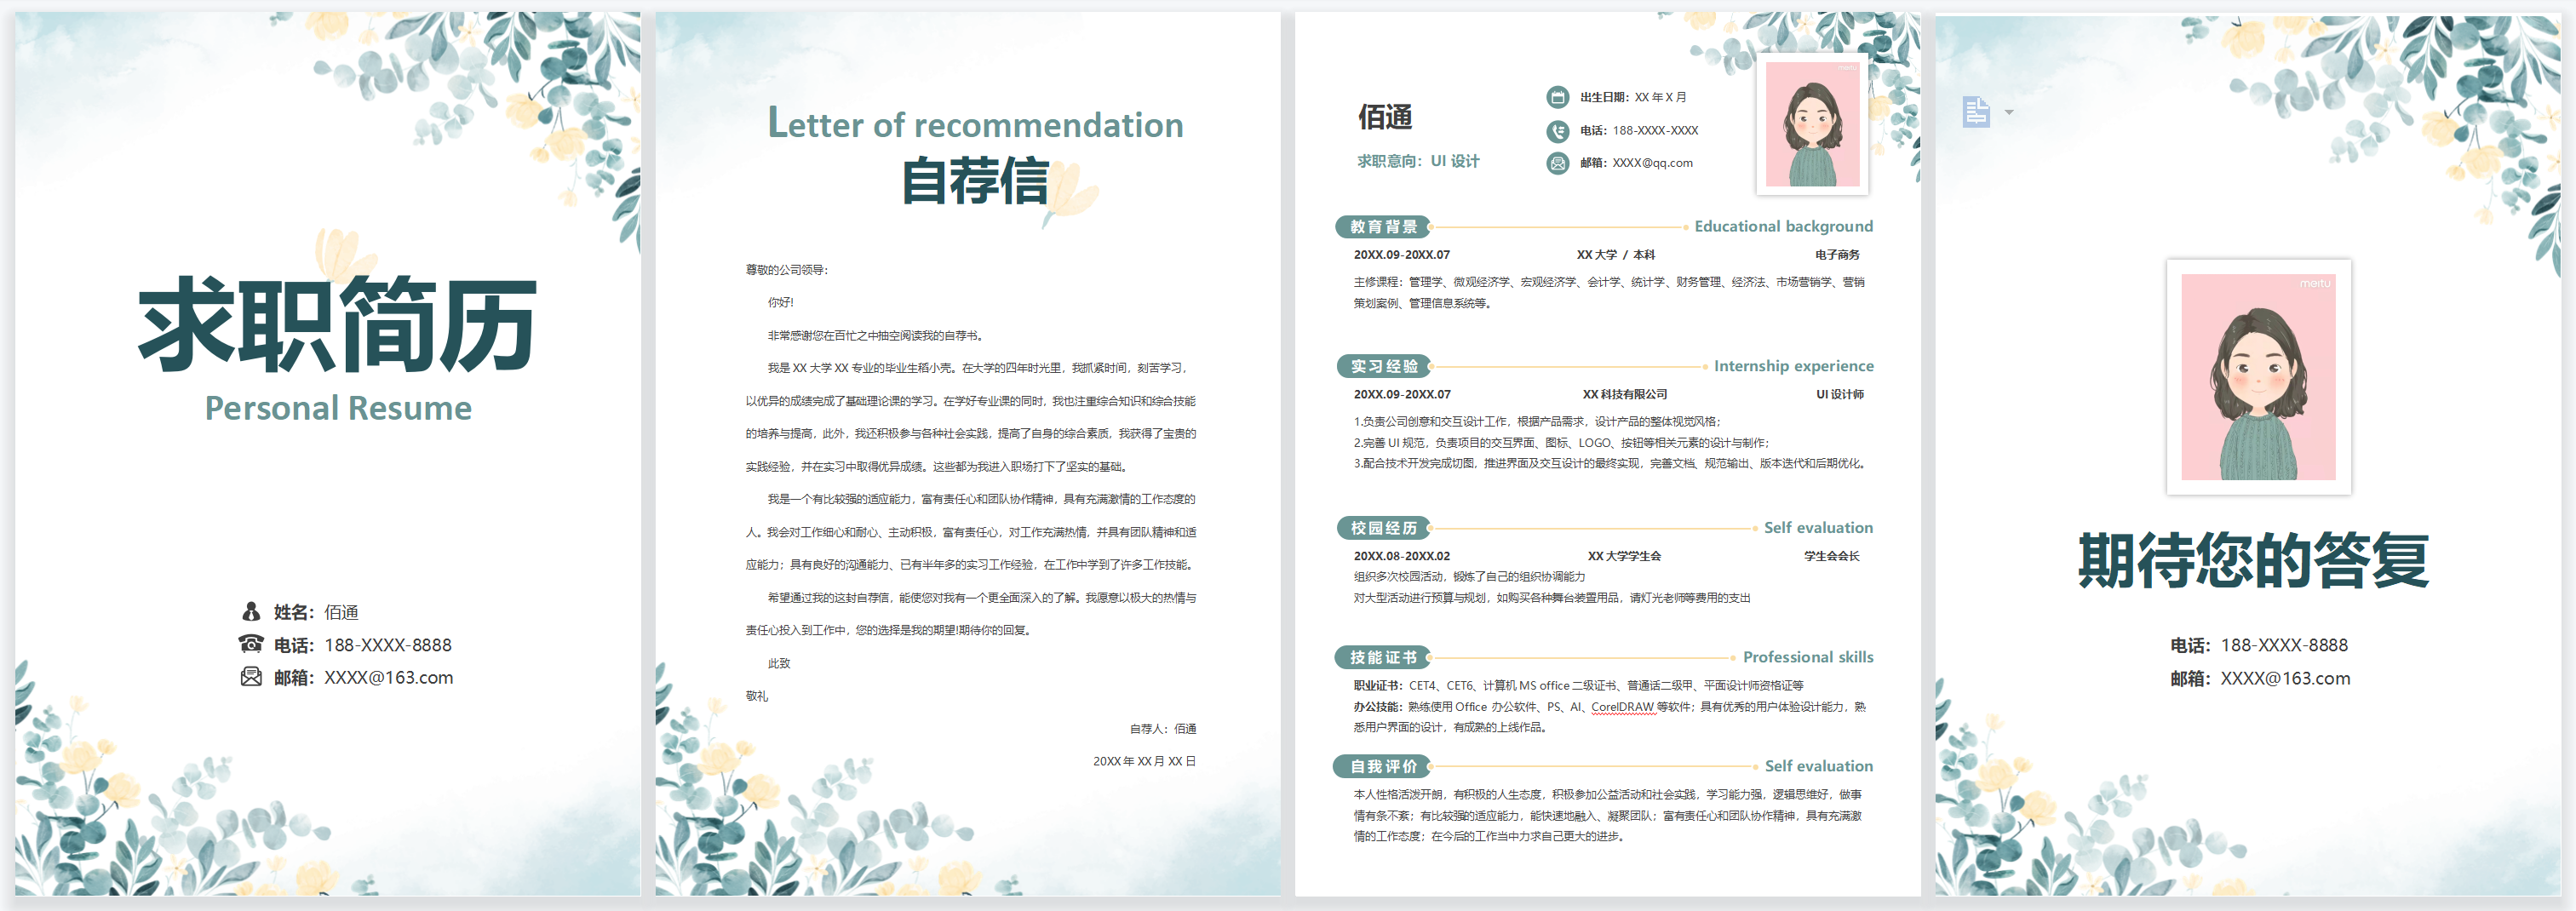 求职简历
Personal Resume
姓名：佰通
电话：188-XXXX-8888
邮箱：XXXX@163.com
Letter of recommendation
自荐信
尊敬的公司领导：
你好!
非常感谢您在百忙之中抽空阅读我的自荐书。
我是 XX 大学 XX 专业的毕业生稻小壳。在大学的四年时光里，我抓紧时间，刻苦学习，
以优异的成绩完成了基础理论课的学习。在学好专业课的同时，我也注重综合知识和综合技能
的培养与提高，此外，我还积极参与各种社会实践，提高了自身的综合素质，我获得了宝贵的
实践经验，并在实习中取得优异成绩。这些都为我进入职场打下了坚实的基础。
我是一个有比较强的适应能力，富有责任心和团队协作精神，具有充满激情的工作态度的
人。我会对工作细心和耐心、主动积极，富有责任心，对工作充满热情，并具有团队精神和适
应能力；具有良好的沟通能力、已有半年多的实习工作经验，在工作中学到了许多工作技能。
希望通过我的这封自荐信，能使您对我有一个更全面深入的了解。我愿意以极大的热情与
责任心投入到工作中，您的选择是我的期望!期待你的回复。
此致
敬礼
自荐人：佰通
20XX 年 XX 月 XX 日
佰通
求职意向：UI 设计
出生日期：XX 年 X 月
电话：188-XXXX-XXXX
邮箱：XXXX@qq.com
meitu
教育背景 Educational background
20XX.09-20XX.07 XX 大学 / 本科 电子商务
主修课程：管理学、微观经济学、宏观经济学、会计学、统计学、财务管理、经济法、市场营销学、营销
策划案例、管理信息系统等。
实习经验 Internship experience
20XX.09-20XX.07 XX 科技有限公司 UI 设计师
1.负责公司创意和交互设计工作，根据产品需求，设计产品的整体视觉风格；
2.完善 UI 规范，负责项目的交互界面、图标、LOGO、按钮等相关元素的设计与制作；
3.配合技术开发完成切图，推进界面及交互设计的最终实现，完善文档、规范输出、版本迭代和后期优化。
校园经历 Self evaluation
20XX.08-20XX.02 XX 大学学生会 学生会会长
组织多次校园活动，锻炼了自己的组织协调能力
对大型活动进行预算与规划，如购买各种舞台装置用品，请灯光老师等费用的支出
技能证书 Professional skills
职业证书：CET4、CET6、计算机 MS office 二级证书、普通话二级甲、平面设计师资格证等
办公技能：熟练使用 Office 办公软件、PS、AI、CorelDRAW 等软件；具有优秀的用户体验设计能力，熟
悉用户界面的设计，有成熟的上线作品。
自我评价 Self evaluation
本人性格活泼开朗，有积极的人生态度，积极参加公益活动和社会实践，学习能力强，逻辑思维好，做事
情有条不紊；有比较强的适应能力，能快速地融入、凝聚团队；富有责任心和团队协作精神，具有充满激
情的工作态度；在今后的工作当中力求自己更大的进步。
meitu
期待您的答复
电话：188-XXXX-8888
邮箱：XXXX@163.com